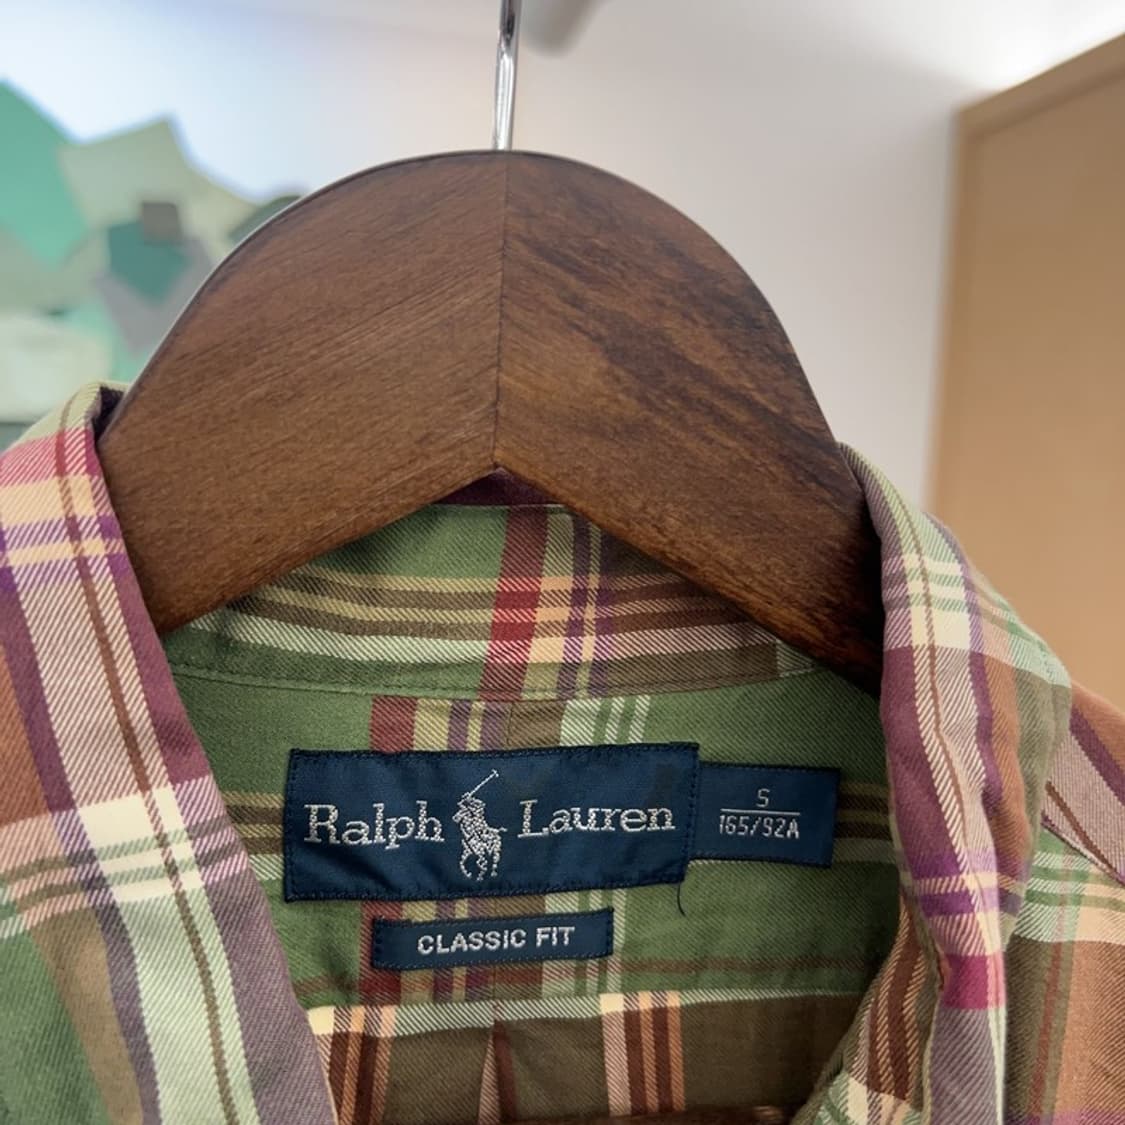 Ralph Lauren
S
165/92A
CLASSIC FIT